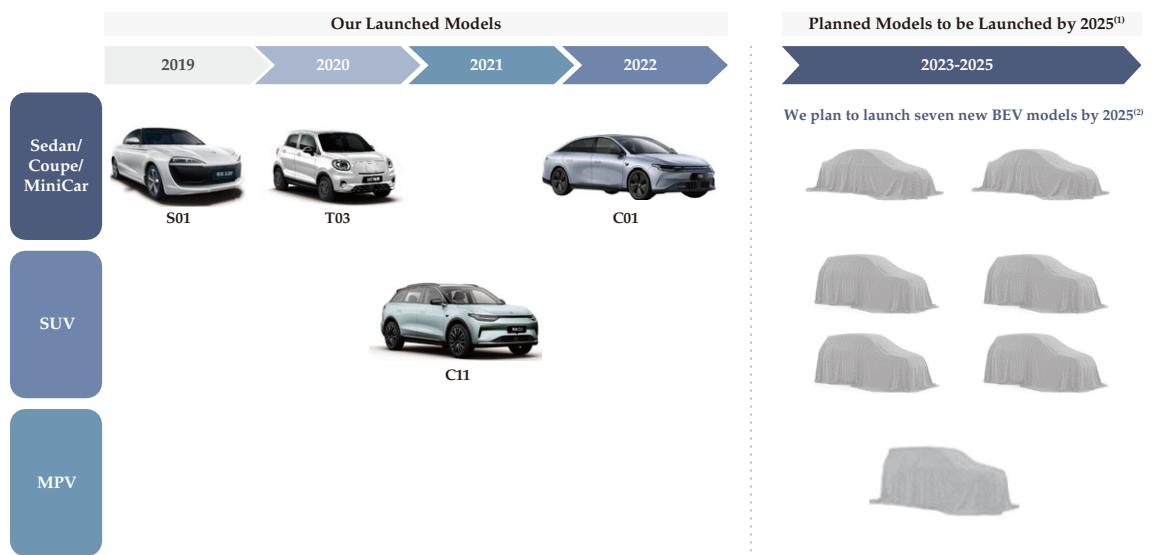 Our Launched Models
Planned Models to be Launched by 2025(1)
2019
2020
2021
2022
2023-2025
We plan to launch seven new BEV models by 2025(2)
Sedan/
Coupe/
MiniCar
S01
T03
C01
SUV
C11
MPV